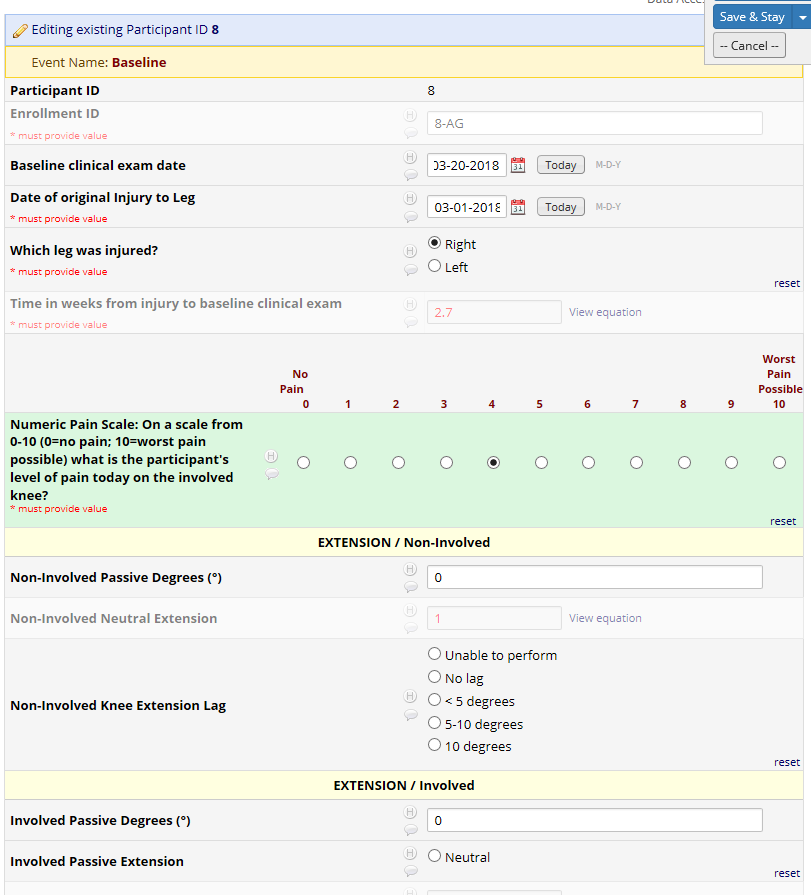 Save & Stay
-- Cancel --
Editing existing Participant ID 8
Event Name: Baseline
Participant ID 8
Enrollment ID H 8-AG
* must provide value
Baseline clinical exam date H 03-20-2018 31 Today M-D-Y
Date of original Injury to Leg H 03-01-2018 31 Today M-D-Y
* must provide value
Which leg was injured? H Right
* must provide value Left
reset
Time in weeks from injury to baseline clinical exam H 2.7 View equation
* must provide value
No Pain 0 1 2 3 4 5 6 7 8 9 Worst Pain Possible 10
Numeric Pain Scale: On a scale from
0-10 (0=no pain; 10=worst pain
possible) what is the participant's H
level of pain today on the involved
knee?
* must provide value
reset
EXTENSION / Non-Involved
Non-Involved Passive Degrees (°) H 0
Non-Involved Neutral Extension H 1 View equation
Unable to perform
No lag
Non-Involved Knee Extension Lag H < 5 degrees
5-10 degrees
10 degrees
reset
EXTENSION / Involved
Involved Passive Degrees (°) H 0
Involved Passive Extension H Neutral
reset